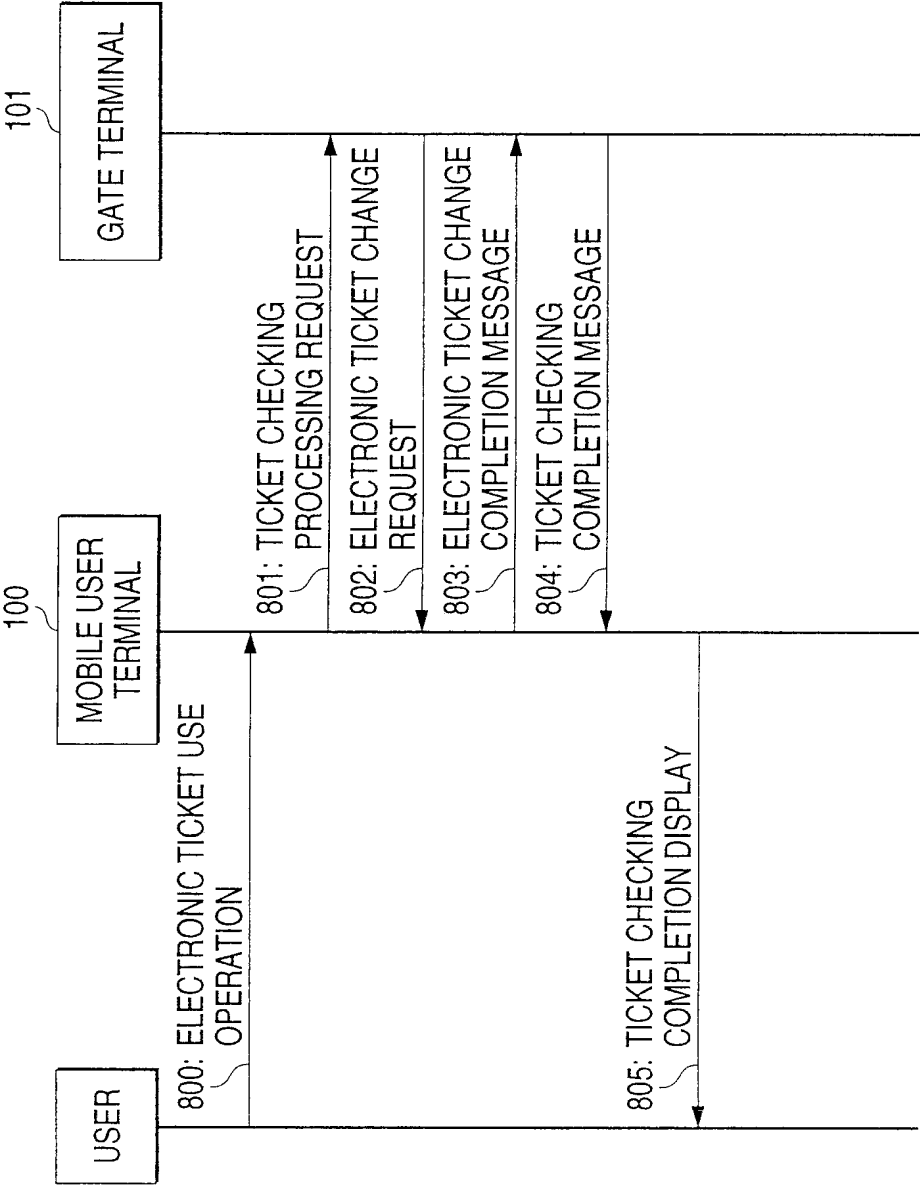 USER
100
MOBILE USER
TERMINAL
101
GATE TERMINAL
800: ELECTRONIC TICKET USE
OPERATION
801: TICKET CHECKING
PROCESSING REQUEST
802: ELECTRONIC TICKET CHANGE
REQUEST
803: ELECTRONIC TICKET CHANGE
COMPLETION MESSAGE
804: TICKET CHECKING
COMPLETION MESSAGE
805: TICKET CHECKING
COMPLETION DISPLAY